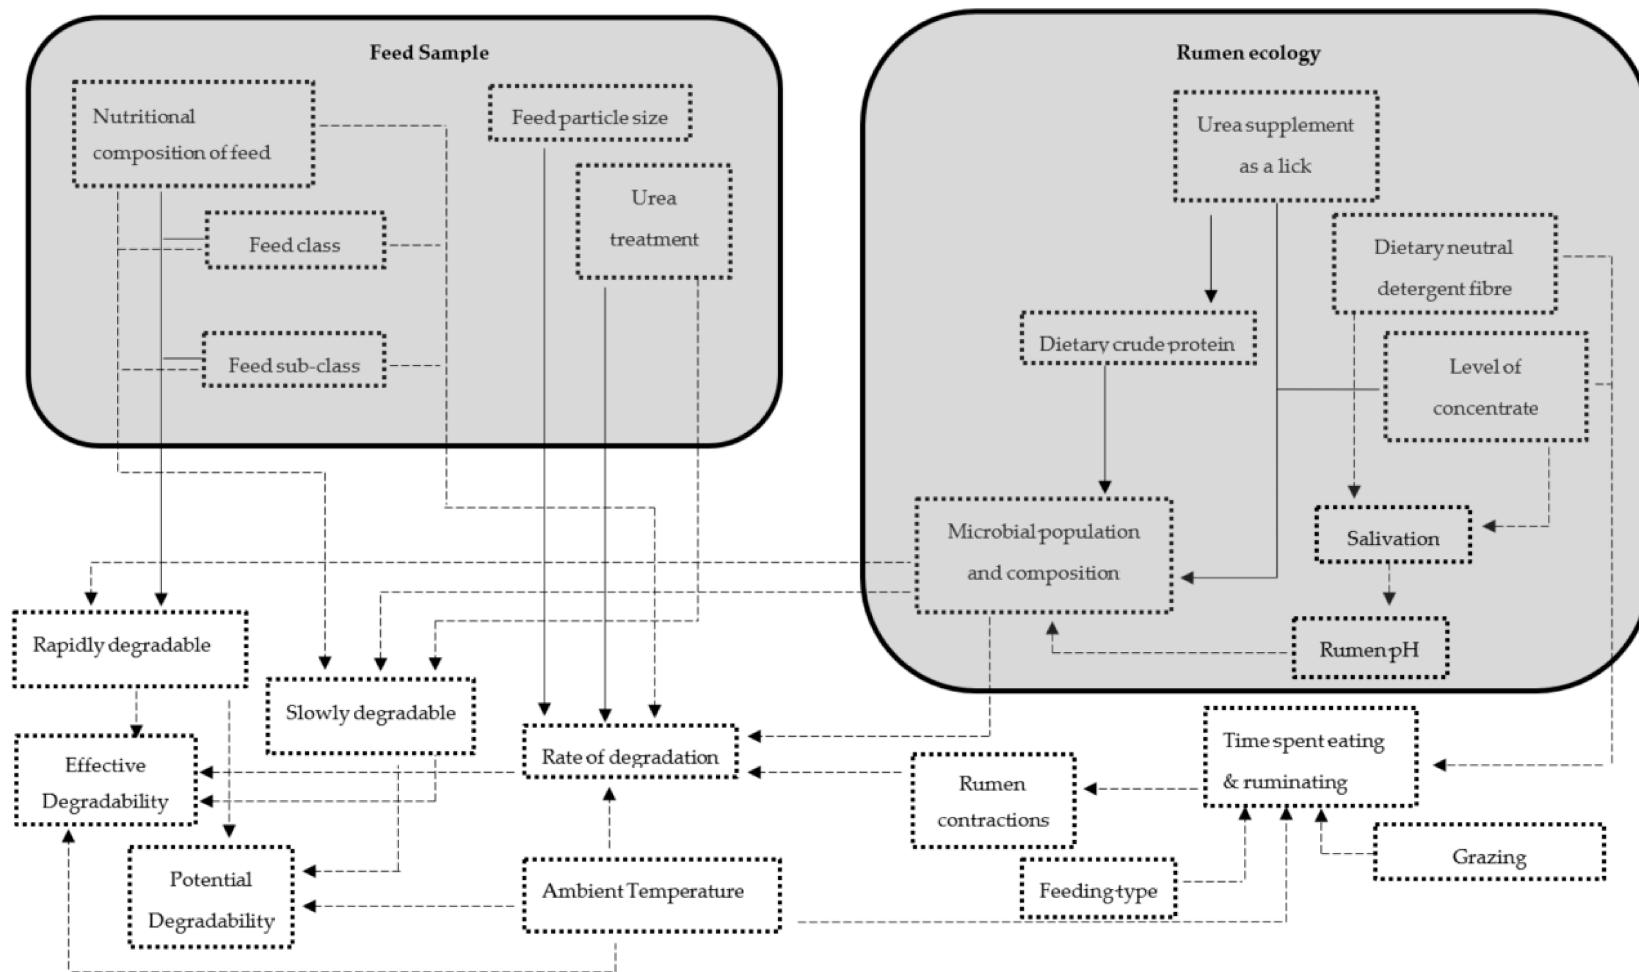 Feed Sample
Nutritional
composition of feed
Feed particle size
Urea
treatment
Feed class
Feed sub-class
Rumen ecology
Urea supplement
as a lick
Dietary neutral
detergent fibre
Dietary crude protein
Level of
concentrate
Microbial population
and composition
Salivation
Rumen pH
Rapidly degradable
Slowly degradable
Effective
Degradability
Rate of degradation
Rumen
contractions
Time spent eating
& ruminating
Potential
Degradability
Ambient Temperature
Feeding type
Grazing